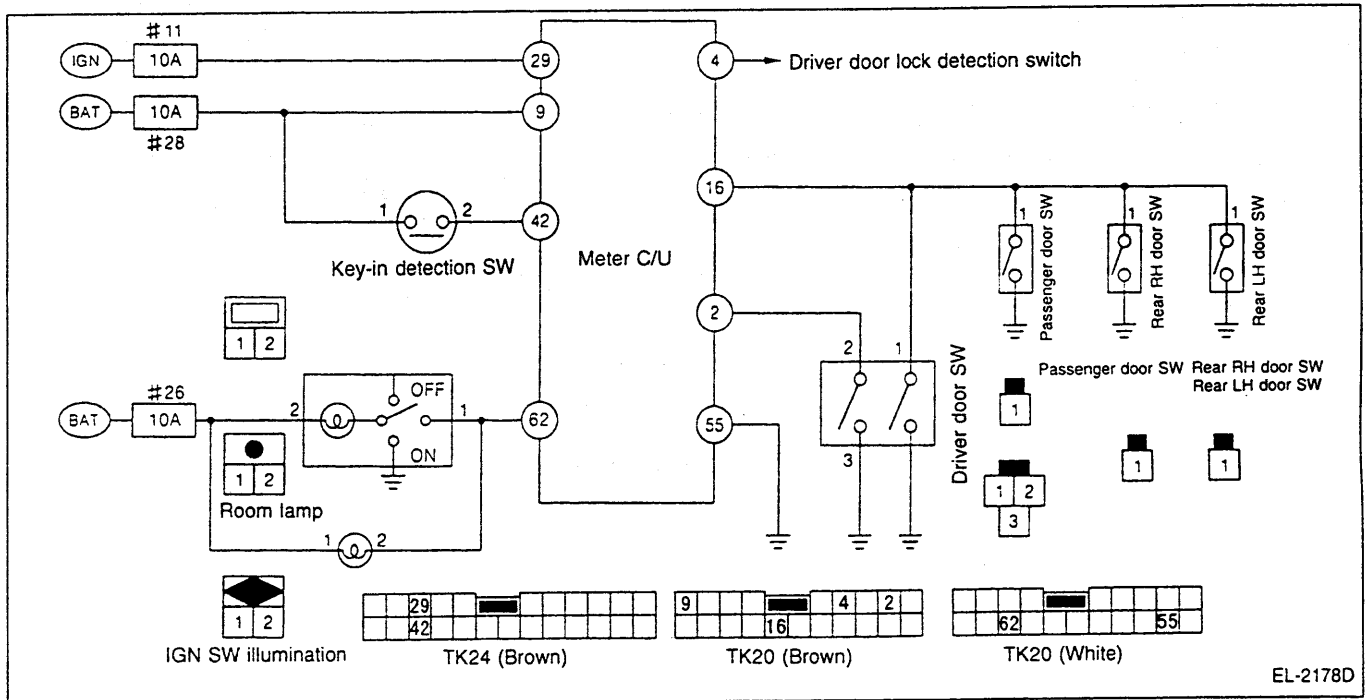 #11
IGN 10A 29
4 Driver door lock detection switch
BAT 10A 9
#28
16
1 2 42
Key-in detection SW
Meter C/U
1 Passenger door SW
1 Rear RH door SW
1 Rear LH door SW
2
1 2
2 1
Driver door SW
Passenger door SW Rear RH door SW
Rear LH door SW
#26
BAT 10A 2 OFF 1 62
55
ON
3
1
1 2
Room lamp
1 1
1 2
3
1 2
1 2
IGN SW illumination
29
42
TK24 (Brown)
9 4 2
16
TK20 (Brown)
62 55
TK20 (White)
EL-2178D